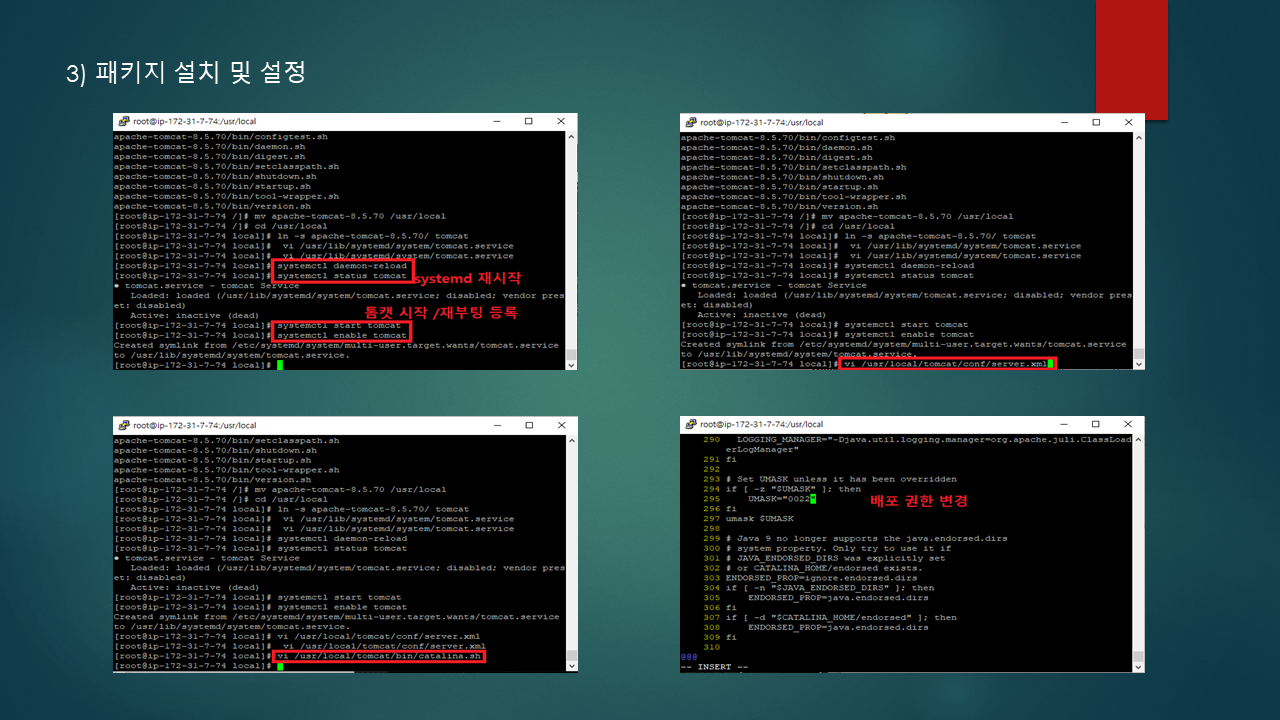 3) 패키지 설치 및 설정
root@ip-172-31-7-74:/usr/local
apache-tomcat-8.5.70/bin/configtest.sh
apache-tomcat-8.5.70/bin/daemon.sh
apache-tomcat-8.5.70/bin/digest.sh
apache-tomcat-8.5.70/bin/setclasspath.sh
apache-tomcat-8.5.70/bin/shutdown.sh
apache-tomcat-8.5.70/bin/startup.sh
apache-tomcat-8.5.70/bin/tool-wrapper.sh
apache-tomcat-8.5.70/bin/version.sh
[root@ip-172-31-7-74 /]# mv apache-tomcat-8.5.70 /usr/local
[root@ip-172-31-7-74 /]# cd /usr/local
[root@ip-172-31-7-74 local]# ln -s apache-tomcat-8.5.70/ tomcat
[root@ip-172-31-7-74 local]#  vi /usr/lib/systemd/system/tomcat.service
[root@ip-172-31-7-74 local]#  vi /usr/lib/systemd/system/tomcat.service
[root@ip-172-31-7-74 local]# systemctl daemon-reload
[root@ip-172-31-7-74 local]# systemctl status tomcat
systemd 재시작
● tomcat.service - tomcat Service
Loaded: loaded (/usr/lib/systemd/system/tomcat.service; disabled; vendor pres
et: disabled)
Active: inactive (dead)
톰캣 시작 /재부팅 등록
[root@ip-172-31-7-74 local]# systemctl start tomcat
[root@ip-172-31-7-74 local]# systemctl enable tomcat
Created symlink from /etc/systemd/system/multi-user.target.wants/tomcat.service
to /usr/lib/systemd/system/tomcat.service.
[root@ip-172-31-7-74 local]#
root@ip-172-31-7-74:/usr/local
apache-tomcat-8.5.70/bin/configtest.sh
apache-tomcat-8.5.70/bin/daemon.sh
apache-tomcat-8.5.70/bin/digest.sh
apache-tomcat-8.5.70/bin/setclasspath.sh
apache-tomcat-8.5.70/bin/shutdown.sh
apache-tomcat-8.5.70/bin/startup.sh
apache-tomcat-8.5.70/bin/tool-wrapper.sh
apache-tomcat-8.5.70/bin/version.sh
[root@ip-172-31-7-74 /]# mv apache-tomcat-8.5.70 /usr/local
[root@ip-172-31-7-74 /]# cd /usr/local
[root@ip-172-31-7-74 local]# ln -s apache-tomcat-8.5.70/ tomcat
[root@ip-172-31-7-74 local]#  vi /usr/lib/systemd/system/tomcat.service
[root@ip-172-31-7-74 local]#  vi /usr/lib/systemd/system/tomcat.service
[root@ip-172-31-7-74 local]# systemctl daemon-reload
[root@ip-172-31-7-74 local]# systemctl status tomcat
● tomcat.service - tomcat Service
Loaded: loaded (/usr/lib/systemd/system/tomcat.service; disabled; vendor pres
et: disabled)
Active: inactive (dead)
[root@ip-172-31-7-74 local]# systemctl start tomcat
[root@ip-172-31-7-74 local]# systemctl enable tomcat
Created symlink from /etc/systemd/system/multi-user.target.wants/tomcat.service
to /usr/lib/systemd/system/tomcat.service.
[root@ip-172-31-7-74 local]# vi /usr/local/tomcat/conf/server.xml
root@ip-172-31-7-74:/usr/local
apache-tomcat-8.5.70/bin/setclasspath.sh
apache-tomcat-8.5.70/bin/shutdown.sh
apache-tomcat-8.5.70/bin/startup.sh
apache-tomcat-8.5.70/bin/tool-wrapper.sh
apache-tomcat-8.5.70/bin/version.sh
[root@ip-172-31-7-74 /]# mv apache-tomcat-8.5.70 /usr/local
[root@ip-172-31-7-74 /]# cd /usr/local
[root@ip-172-31-7-74 local]# ln -s apache-tomcat-8.5.70/ tomcat
[root@ip-172-31-7-74 local]#  vi /usr/lib/systemd/system/tomcat.service
[root@ip-172-31-7-74 local]#  vi /usr/lib/systemd/system/tomcat.service
[root@ip-172-31-7-74 local]# systemctl daemon-reload
[root@ip-172-31-7-74 local]# systemctl status tomcat
● tomcat.service - tomcat Service
Loaded: loaded (/usr/lib/systemd/system/tomcat.service; disabled; vendor pres
et: disabled)
Active: inactive (dead)
[root@ip-172-31-7-74 local]# systemctl start tomcat
[root@ip-172-31-7-74 local]# systemctl enable tomcat
Created symlink from /etc/systemd/system/multi-user.target.wants/tomcat.service
to /usr/lib/systemd/system/tomcat.service.
[root@ip-172-31-7-74 local]# vi /usr/local/tomcat/conf/server.xml
[root@ip-172-31-7-74 local]#  vi /usr/local/tomcat/conf/server.xml
[root@ip-172-31-7-74 local]# vi /usr/local/tomcat/bin/catalina.sh
[root@ip-172-31-7-74 local]#
root@ip-172-31-7-74:/usr/local
290   LOGGING_MANAGER="-Djava.util.logging.manager=org.apache.juli.ClassLoad
erLogManager"
291 fi
292
293 # Set UMASK unless it has been overridden
294 if [ -z "$UMASK" ]; then
295     UMASK="0022"
배포 권한 변경
296 fi
297 umask $UMASK
298
299 # Java 9 no longer supports the java.endorsed.dirs
300 # system property. Only try to use it if
301 # JAVA_ENDORSED_DIRS was explicitly set
302 # or CATALINA_HOME/endorsed exists.
303 ENDORSED_PROP=ignore.endorsed.dirs
304 if [ -n "$JAVA_ENDORSED_DIRS" ]; then
305     ENDORSED_PROP=java.endorsed.dirs
306 fi
307 if [ -d "$CATALINA_HOME/endorsed" ]; then
308     ENDORSED_PROP=java.endorsed.dirs
309 fi
310
@@@
-- INSERT --